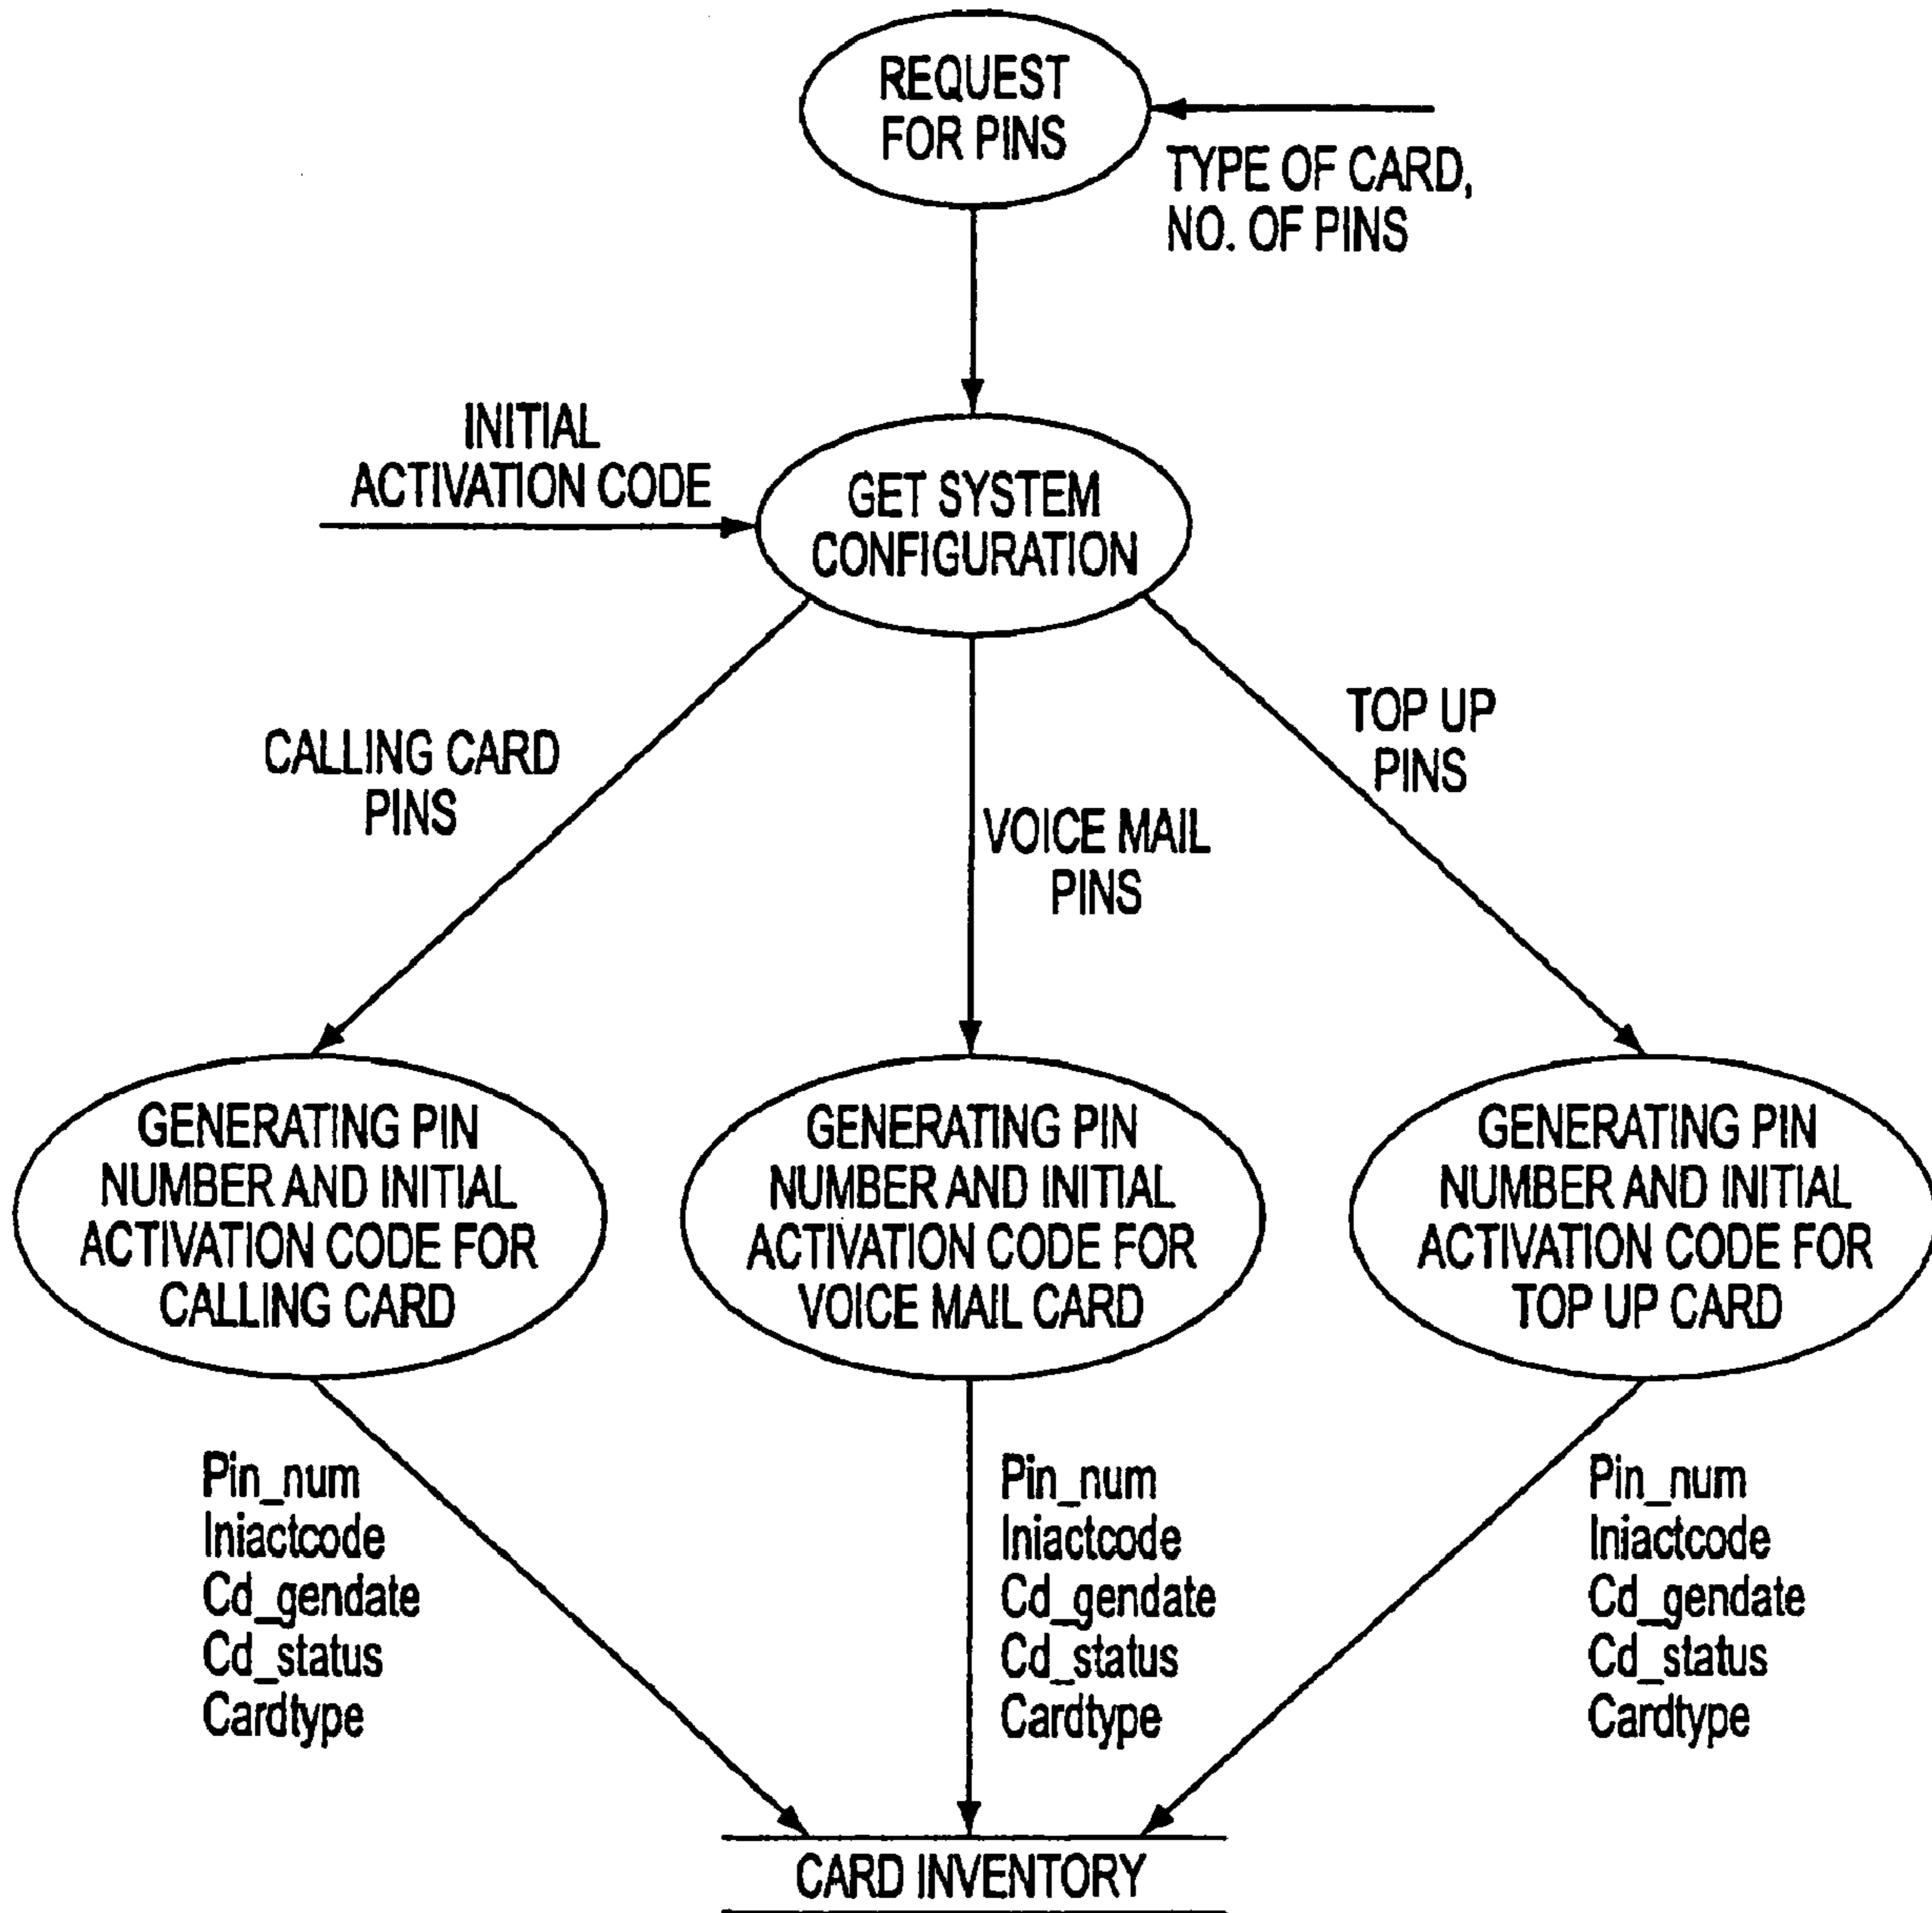 REQUEST
FOR PINS
TYPE OF CARD,
NO. OF PINS
INITIAL
ACTIVATION CODE
GET SYSTEM
CONFIGURATION
CALLING CARD
PINS
VOICE MAIL
PINS
TOP UP
PINS
GENERATING PIN
NUMBER AND INITIAL
ACTIVATION CODE FOR
CALLING CARD
GENERATING PIN
NUMBER AND INITIAL
ACTIVATION CODE FOR
VOICE MAIL CARD
GENERATING PIN
NUMBER AND INITIAL
ACTIVATION CODE FOR
TOP UP CARD
Pin_num
Iniactcode
Cd_gendate
Cd_status
Cardtype
Pin_num
Iniactcode
Cd_gendate
Cd_status
Cardtype
Pin_num
Iniactcode
Cd_gendate
Cd_status
Cardtype
CARD INVENTORY